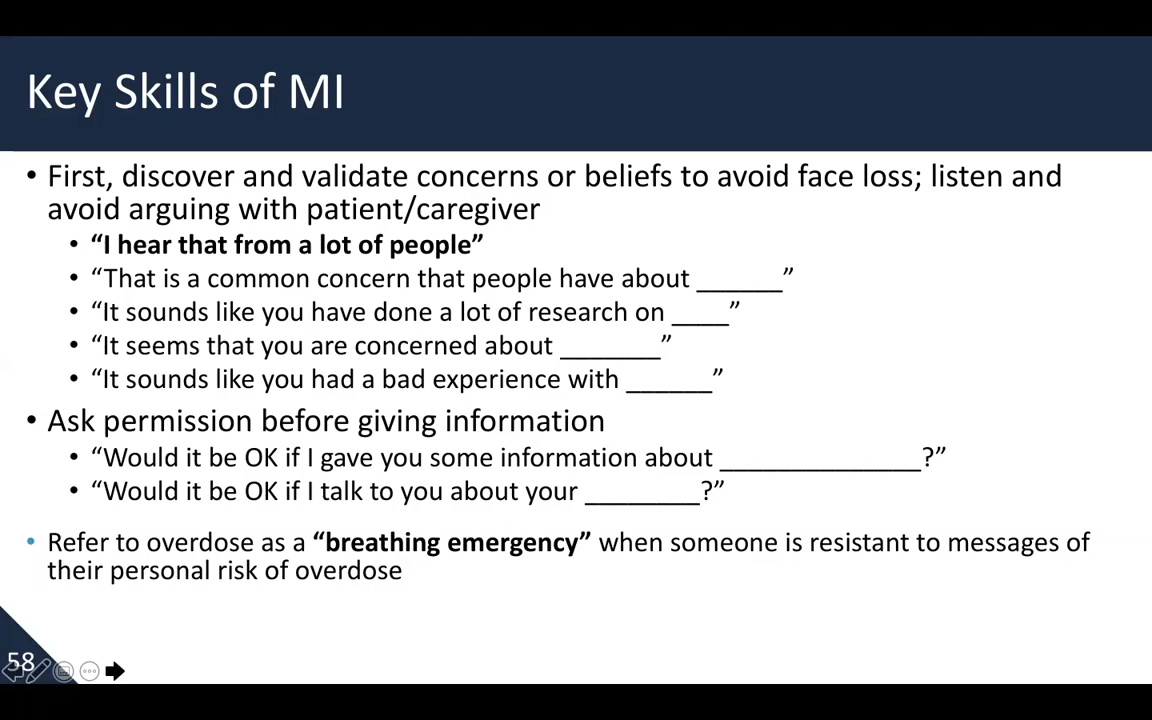 Key Skills of MI
• First, discover and validate concerns or beliefs to avoid face loss; listen and
avoid arguing with patient/caregiver
• “I hear that from a lot of people”
• “That is a common concern that people have about ______”
• “It sounds like you have done a lot of research on ____”
• “It seems that you are concerned about _______”
• “It sounds like you had a bad experience with ______”
• Ask permission before giving information
• “Would it be OK if I gave you some information about ______________?”
• “Would it be OK if I talk to you about your ________?”
• Refer to overdose as a “breathing emergency” when someone is resistant to messages of
their personal risk of overdose
58